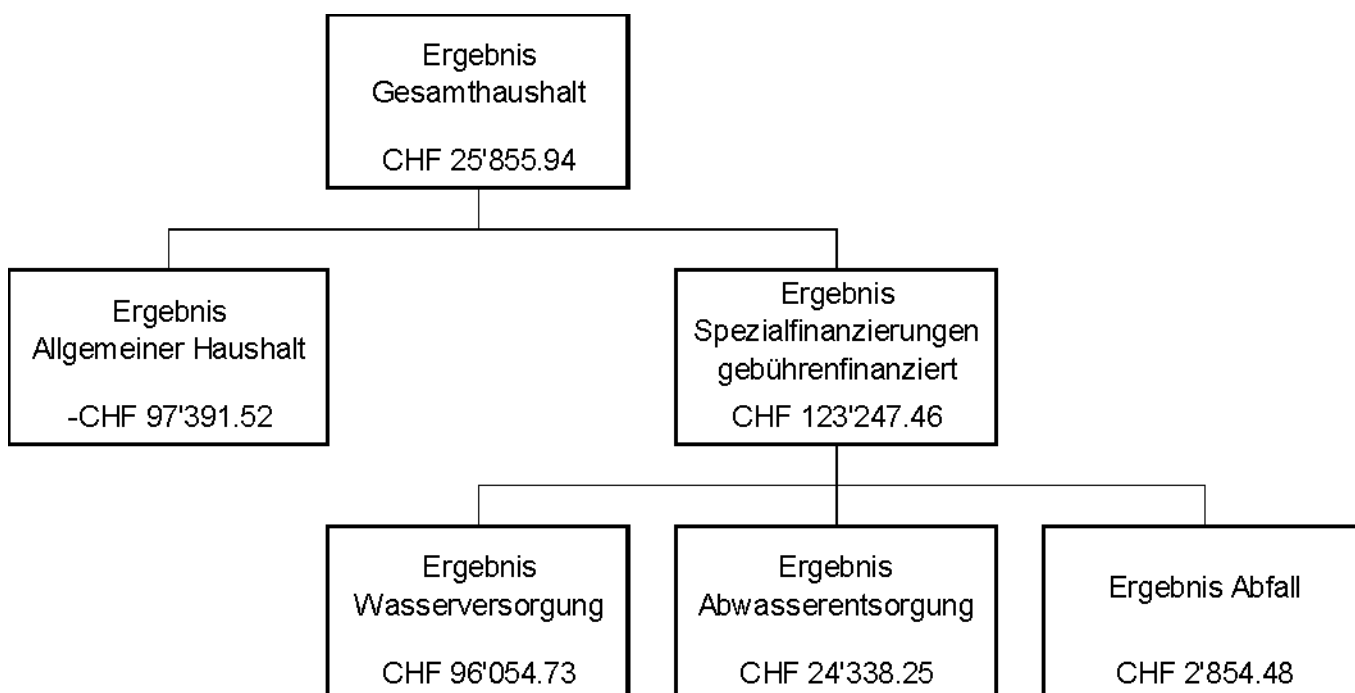 Ergebnis
Gesamthaushalt
CHF 25'855.94
Ergebnis
Allgemeiner Haushalt
-CHF 97'391.52
Ergebnis
Spezialfinanzierungen
gebührenfinanziert
CHF 123'247.46
Ergebnis
Wasserversorgung
CHF 96'054.73
Ergebnis
Abwasserentsorgung
CHF 24'338.25
Ergebnis Abfall
CHF 2'854.48